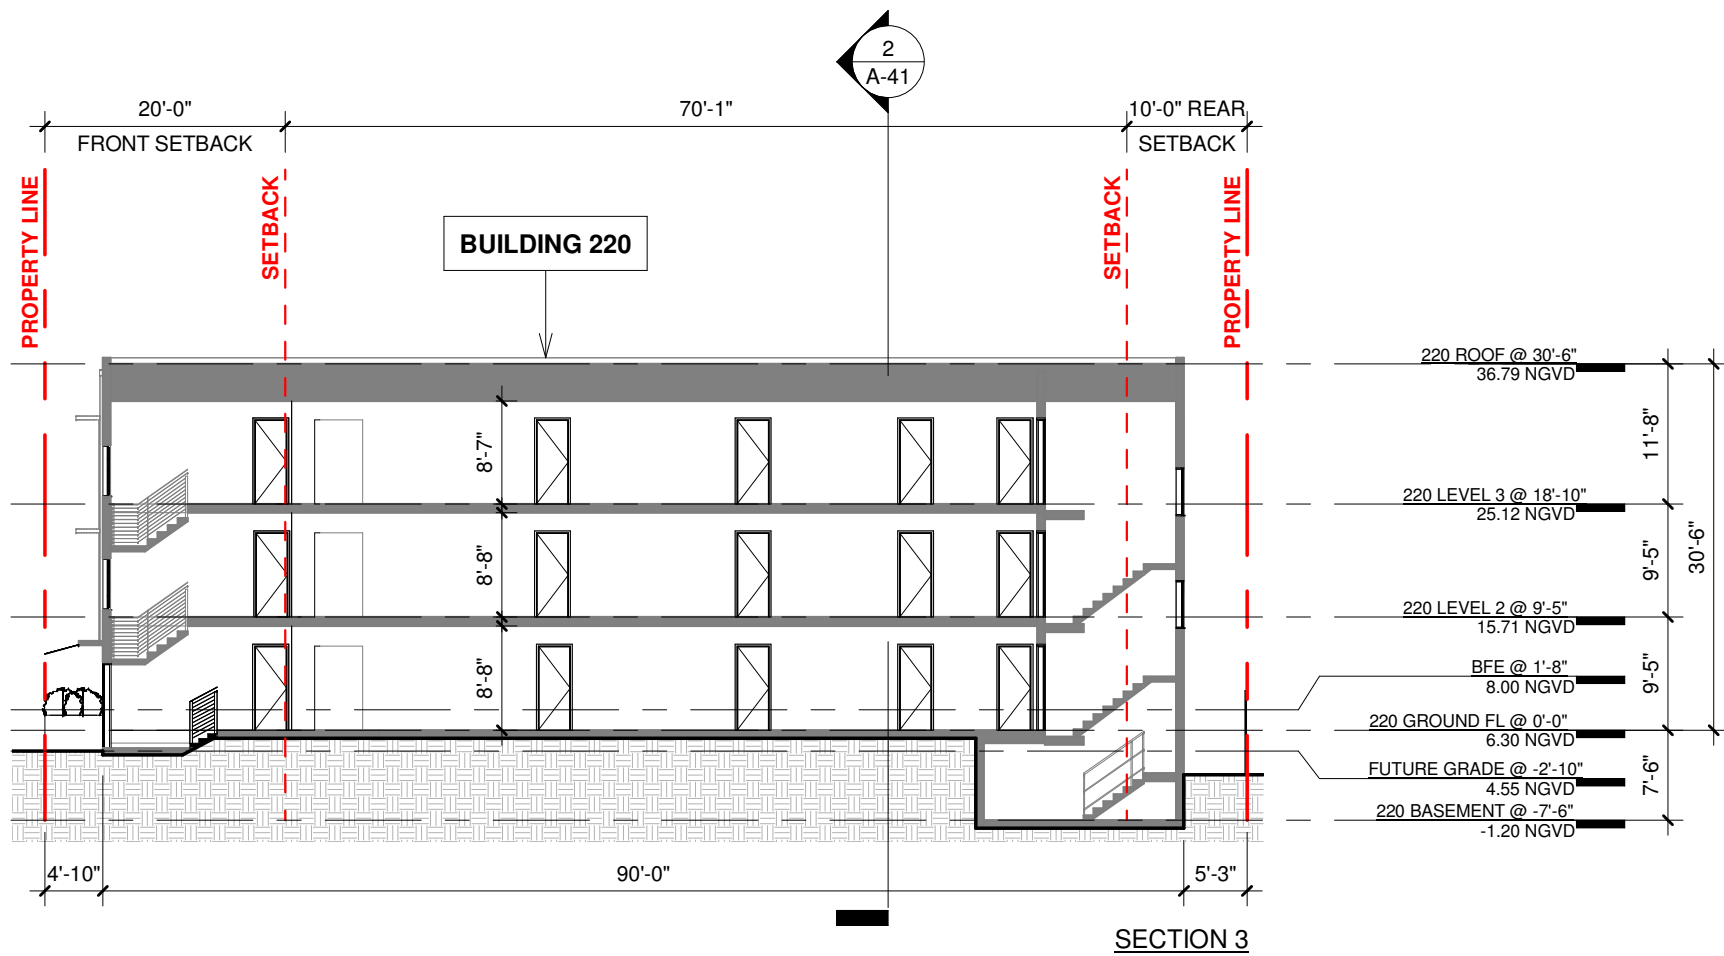 2
A-41
20'-0"
70'-1"
10'-0" REAR
FRONT SETBACK
SETBACK
PROPERTY LINE
SETBACK
SETBACK
PROPERTY LINE
BUILDING 220
220 ROOF @ 30'-6"
36.79 NGVD
11'-8"
8'-7"
220 LEVEL 3 @ 18'-10"
25.12 NGVD
30'-6"
9'-5"
8'-8"
220 LEVEL 2 @ 9'-5"
15.71 NGVD
9'-5"
8'-8"
BFE @ 1'-8"
8.00 NGVD
220 GROUND FL @ 0'-0"
6.30 NGVD
FUTURE GRADE @ -2'-10"
4.55 NGVD
7'-6"
220 BASEMENT @ -7'-6"
-1.20 NGVD
4'-10"
90'-0"
5'-3"
SECTION 3